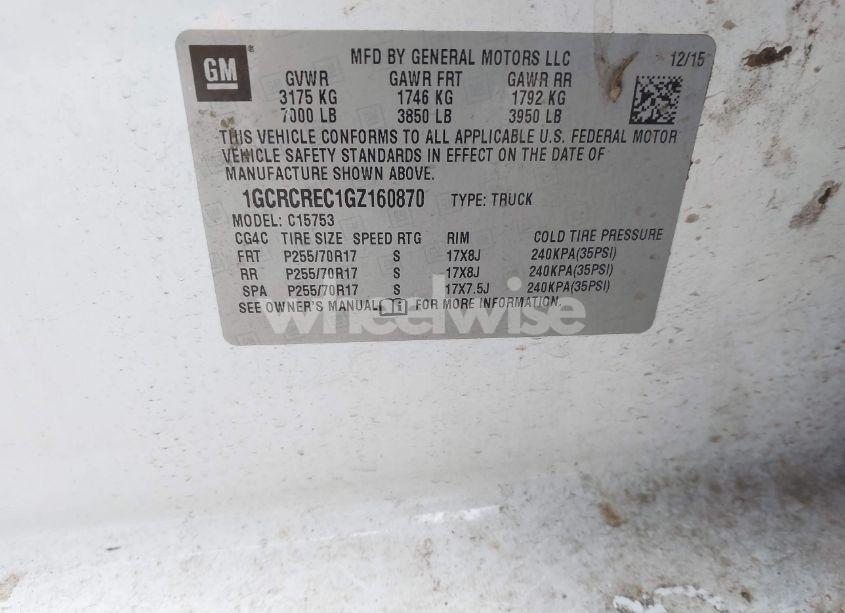 GM
MFD BY GENERAL MOTORS LLC 12/15
GVWR GAWR FRT GAWR RR
3175 KG 1746 KG 1792 KG
7000 LB 3850 LB 3950 LB
THIS VEHICLE CONFORMS TO ALL APPLICABLE U.S. FEDERAL MOTOR
VEHICLE SAFETY STANDARDS IN EFFECT ON THE DATE OF
MANUFACTURE SHOWN ABOVE.
1GCRCREC1GZ160870 TYPE: TRUCK
MODEL: C15753
CG4C TIRE SIZE SPEED RTG RIM COLD TIRE PRESSURE
FRT P255/70R17 S 17X8J 240KPA(35PSI)
RR P255/70R17 S 17X8J 240KPA(35PSI)
SPA P255/70R17 S 17X7.5J 240KPA(35PSI)
SEE OWNER'S MANUAL FOR MORE INFORMATION.
wheelwise